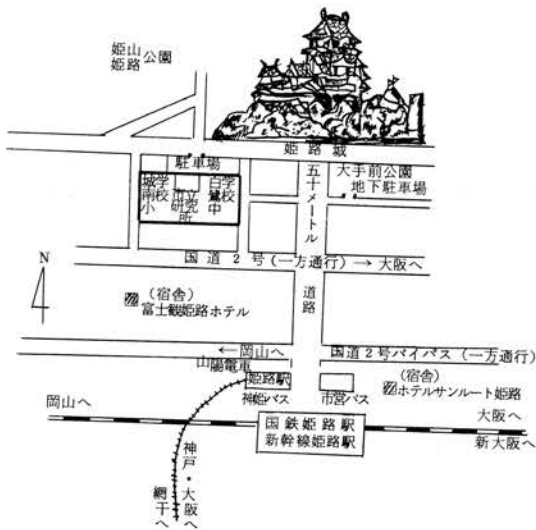 姫山
姫路
公園
姫路城
駐車場
城南小学校
市立研究所
白鷺中学校
五十メートル
道路
大手前公園
地下駐車場
国道2号(一方通行)→大阪へ
N
(宿舎)
富士観姫路ホテル
←岡山へ
国道2号バイパス(一方通行)
山陽電車
姫路駅
神姫バス
市営バス
(宿舎)
ホテルサンルート姫路
岡山へ
大阪へ
国鉄姫路駅
新幹線姫路駅
新大阪へ
神戸・大阪へ
網干へ